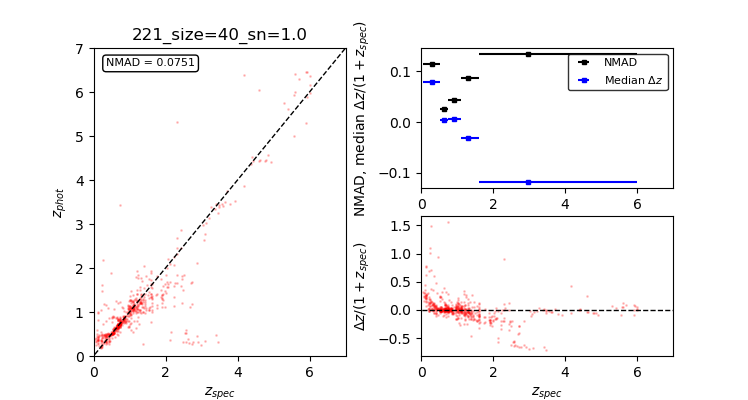 221_size=40_sn=1.0
NMAD = 0.0751
z_phot
7
6
5
4
3
2
1
0
0 2 4 6
z_spec
NMAD, median Δz/(1 + z_spec)
NMAD
Median Δz
0.1
0.0
−0.1
0 2 4 6
Δz/(1 + z_spec)
1.5
1.0
0.5
0.0
−0.5
0 2 4 6
z_spec